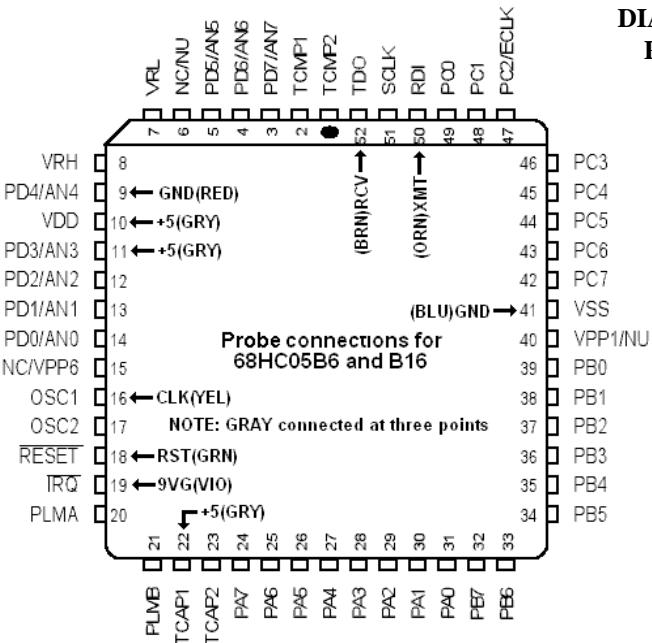 DIA
VRL NC/NU PD5/AN5 PD6/AN6 PD7/AN7 TCMP1 TCMP2 TDO SCLK RDI PC0 PC1 PC2/ECLK
7 6 5 4 3 2 52 51 50 49 48 47
(BRN)RCV
(ORN)XMT
VRH 8
PD4/AN4 9 GND(RED)
VDD 10 +5(GRY)
PD3/AN3 11 +5(GRY)
PD2/AN2 12
PD1/AN1 13
PD0/AN0 14
NC/VPP6 15
OSC1 16 CLK(YEL)
OSC2 17
RESET 18 RST(GRN)
IRQ 19 9VG(VIO)
PLMA 20
+5(GRY)
Probe connections for
68HC05B6 and B16
NOTE: GRAY connected at three points
46 PC3
45 PC4
44 PC5
43 PC6
42 PC7
(BLU)GND 41 VSS
40 VPP1/NU
39 PB0
38 PB1
37 PB2
36 PB3
35 PB4
34 PB5
21 22 23 24 25 26 27 28 29 30 31 32 33
PLMB TCAP1 TCAP2 PA7 PA6 PA5 PA4 PA3 PA2 PA1 PA0 PB7 PB6